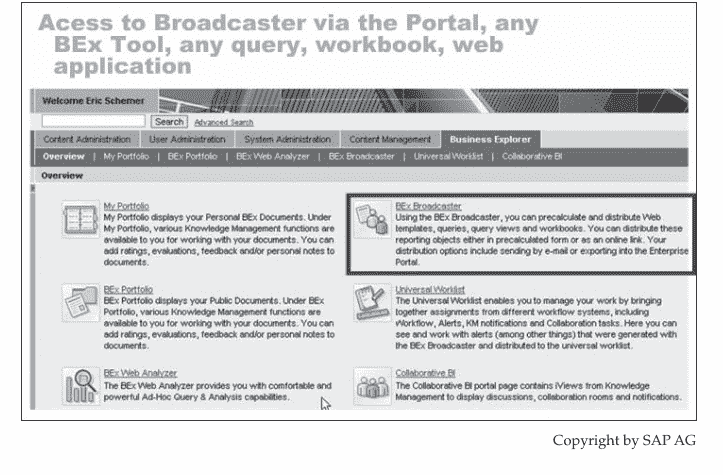 Acess to Broadcaster via the Portal, any
BEx Tool, any query, workbook, web
application
Welcome Eric Schemer
Search Advanced Search
Content Administration User Administration System Administration Content Management Business Explorer
Overview | My Portfolio | BEx Portfolio | BEx Web Analyzer | BEx Broadcaster | Universal Worklist | Collaborative BI
Overview
My Portfolio
My Portfolio displays your Personal BEx Documents. Under
My Portfolio, various Knowledge Management functions are
available to you for working with your documents. You can
add ratings, evaluations, feedback and/or personal notes to
documents.
BEx Broadcaster
Using the BEx Broadcaster, you can precalculate and distribute Web
templates, queries, query views and workbooks. You can distribute these
reporting objects either in precalculated form or as an online link. Your
distribution options include sending by e-mail or exporting into the Enterprise
Portal.
BEx Portfolio
BEx Portfolio displays your Public Documents. Under BEx
Portfolio, various Knowledge Management functions are
available to you for working with your documents. You can
add ratings, evaluations, feedback and/or personal notes to
documents.
Universal Worklist
The Universal Worklist enables you to manage your work by bringing
together assignments from different workflow systems, including
Workflow, Alerts, KM notifications and Collaboration tasks. Here you can
see and work with alerts (among other things) that were generated with
the BEx Broadcaster and distributed to the universal worklist.
BEx Web Analyzer
The BEx Web Analyzer provides you with comfortable and
powerful Ad-Hoc Query & Analysis capabilities.
Collaborative BI
The Collaborative BI portal page contains iViews from Knowledge
Management to display discussions, collaboration rooms and notifications.
Copyright by SAP AG